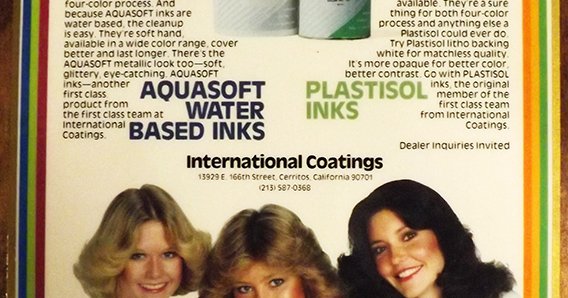 four-color process. And
because AQUASOFT inks are
water based, the cleanup
is easy. They're soft hand,
available in a wide color range, cover
better and last longer. There's the
AQUASOFT metallic look too—soft,
glittery, eye-catching. AQUASOFT
inks—another
first class
product from
the first class team at
International
Coatings.
AQUASOFT
WATER
BASED INKS
available. They're a sure
thing for both four-color
process and anything else a
Plastisol could ever do.
Try Plastisol litho backing
white for matchless quality.
It's more opaque for better color,
better contrast. Go with PLASTISOL
inks, the original
member of the
first class team
from International
Coatings.
PLASTISOL
INKS
Dealer Inquiries Invited
International Coatings
13929 E. 166th Street, Cerritos, California 90701
(213) 587-0368